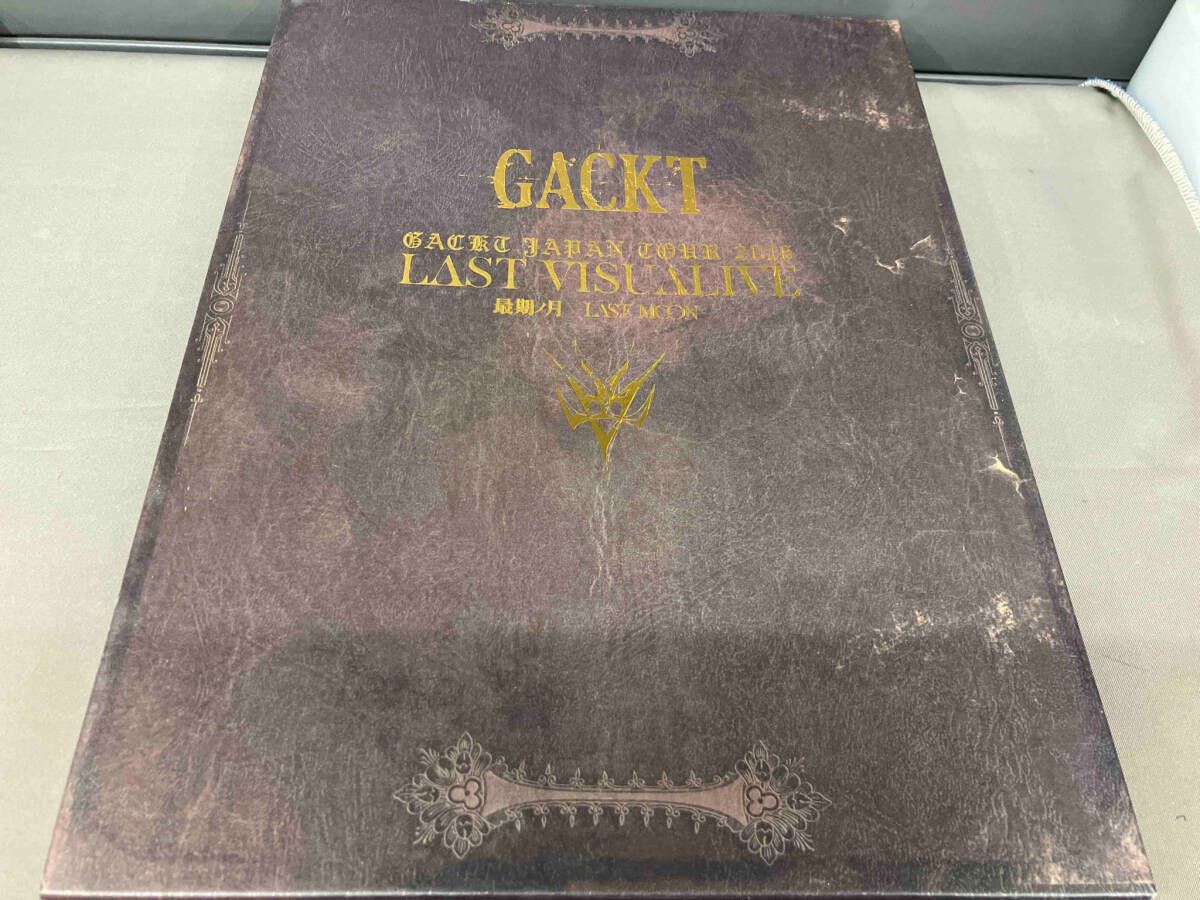 GACKT
GACKT JAPAN TOUR 2016
LAST VISUALIVE
最期ノ月 LAST MOON